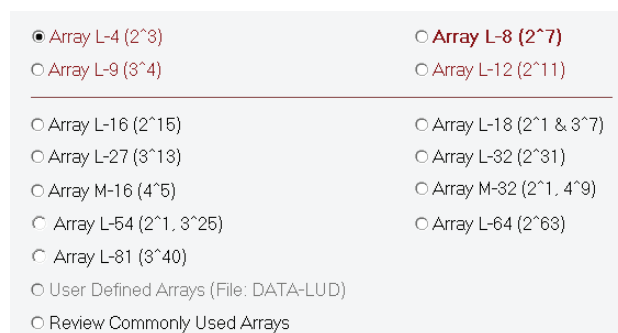 Array L-4 (2^3)
Array L-8 (2^7)
Array L-9 (3^4)
Array L-12 (2^11)
Array L-16 (2^15)
Array L-18 (2^1 & 3^7)
Array L-27 (3^13)
Array L-32 (2^31)
Array M-16 (4^5)
Array M-32 (2^1, 4^9)
Array L-54 (2^1, 3^25)
Array L-64 (2^63)
Array L-81 (3^40)
User Defined Arrays (File: DATA-LUD)
Review Commonly Used Arrays